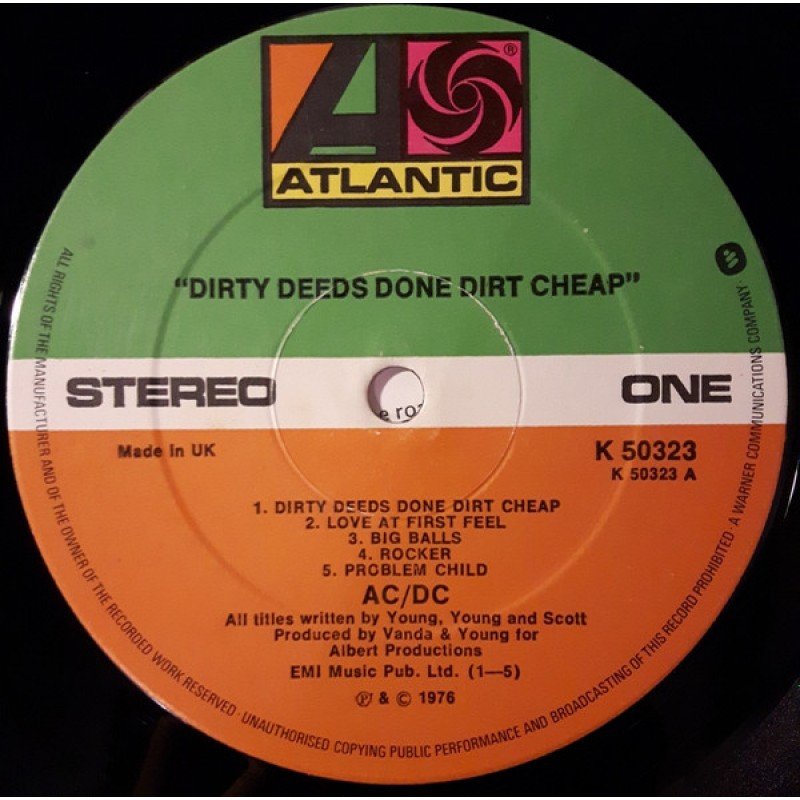 ATLANTIC
®
"DIRTY DEEDS DONE DIRT CHEAP"
STEREO
ONE
e ro
Made In UK
K 50323
K 50323 A
1. DIRTY DEEDS DONE DIRT CHEAP
2. LOVE AT FIRST FEEL
3. BIG BALLS
4. ROCKER
5. PROBLEM CHILD
AC/DC
All titles written by Young, Young and Scott
Produced by Vanda & Young for
Albert Productions
EMI Music Pub. Ltd. (1—5)
℗ & © 1976
ALL RIGHTS OF THE MANUFACTURER AND OF THE OWNER OF THE RECORDED WORK RESERVED · UNAUTHORISED COPYING PUBLIC PERFORMANCE AND BROADCASTING OF THIS RECORD PROHIBITED · A WARNER COMMUNICATIONS COMPANY